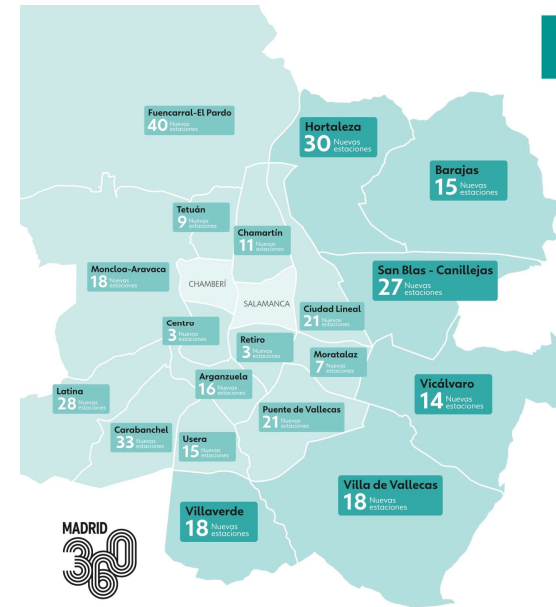 Fuencarral-El Pardo
40 Nuevas estaciones
Hortaleza
30 Nuevas estaciones
Barajas
15 Nuevas estaciones
Tetuán
9 Nuevas estaciones
Chamartín
11 Nuevas estaciones
Moncloa-Aravaca
18 Nuevas estaciones
CHAMBERÍ
San Blas - Canillejas
27 Nuevas estaciones
SALAMANCA
Ciudad Lineal
21 Nuevas estaciones
Centro
3 Nuevas estaciones
Retiro
3 Nuevas estaciones
Moratalaz
7 Nuevas estaciones
Arganzuela
16 Nuevas estaciones
Vicálvaro
14 Nuevas estaciones
Latina
28 Nuevas estaciones
Puente de Vallecas
21 Nuevas estaciones
Carabanchel
33 Nuevas estaciones
Usera
15 Nuevas estaciones
Villa de Vallecas
18 Nuevas estaciones
Villaverde
18 Nuevas estaciones
MADRID
360